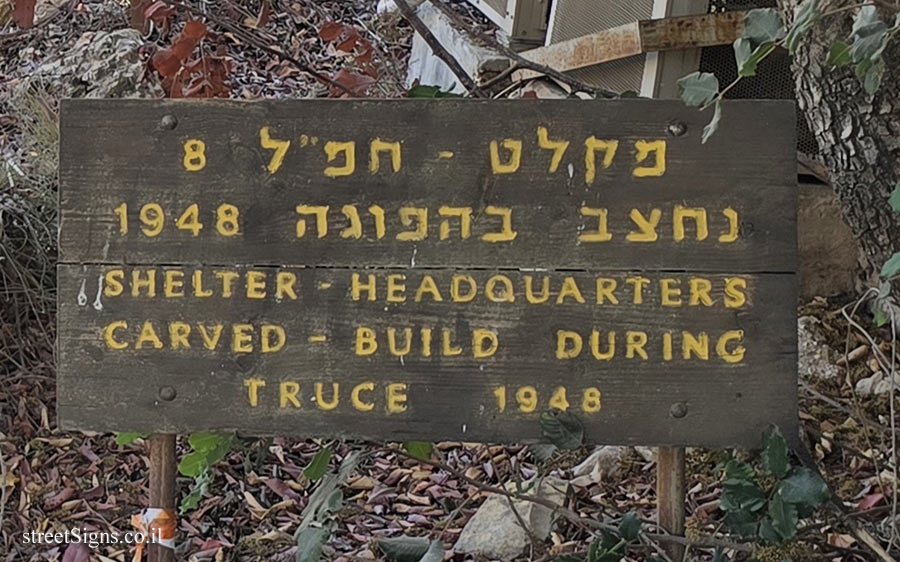 מקלט - חמ"ל 8
נחצב בהפוגה 1948
SHELTER - HEADQUARTERS
CARVED - BUILD DURING
TRUCE 1948
streetSigns.co.il